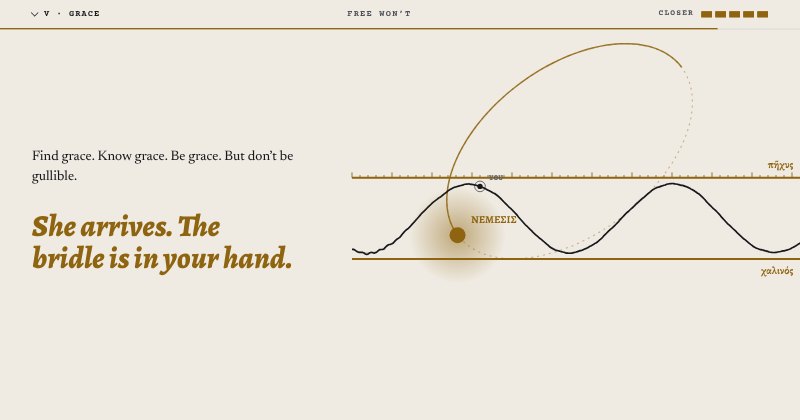 V · GRACE
FREE WON'T
CLOSER
Find grace. Know grace. Be grace. But don't be
gullible.
She arrives. The
bridle is in your hand.
πῆχυς
YOU
ΝΕΜΕΣΙΣ
χαλινός